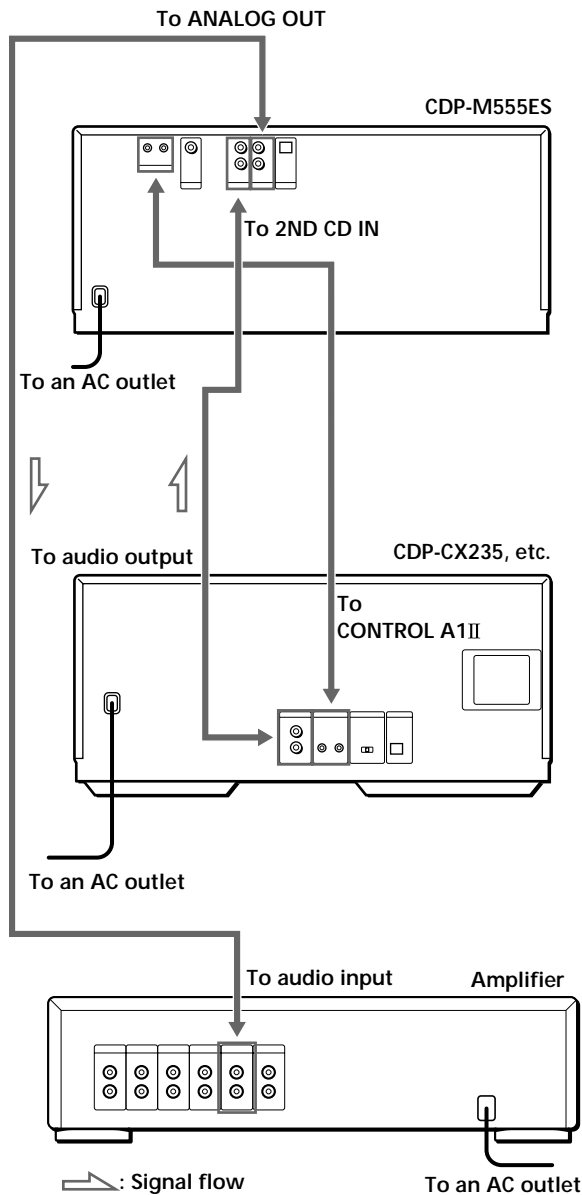 To ANALOG OUT
CDP-M555ES
To 2ND CD IN
To an AC outlet
To audio output
CDP-CX235, etc.
To
CONTROL A1Ⅱ
To an AC outlet
To audio input
Amplifier
: Signal flow
To an AC outlet